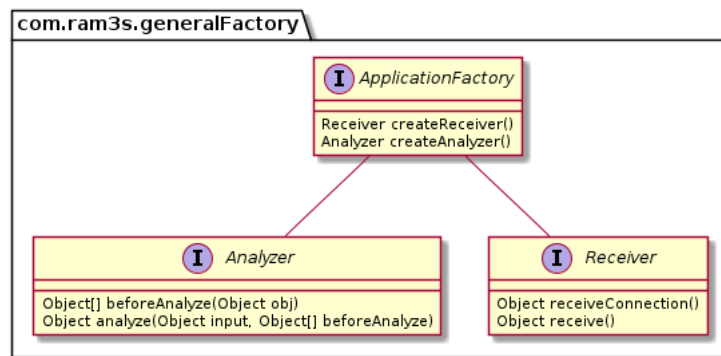 com.ram3s.generalFactory
I ApplicationFactory
Receiver createReceiver()
Analyzer createAnalyzer()
I Analyzer
Object[] beforeAnalyze(Object obj)
Object analyze(Object input, Object[] beforeAnalyze)
I Receiver
Object receiveConnection()
Object receive()